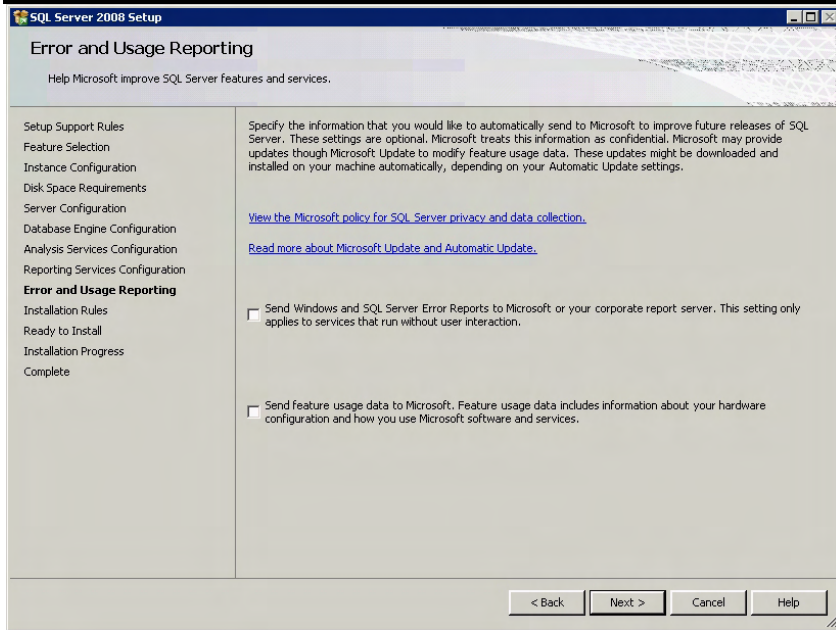 SQL Server 2008 Setup
Error and Usage Reporting
Help Microsoft improve SQL Server features and services.
Setup Support Rules
Feature Selection
Instance Configuration
Disk Space Requirements
Server Configuration
Database Engine Configuration
Analysis Services Configuration
Reporting Services Configuration
Error and Usage Reporting
Installation Rules
Ready to Install
Installation Progress
Complete
Specify the information that you would like to automatically send to Microsoft to improve future releases of SQL
Server. These settings are optional. Microsoft treats this information as confidential. Microsoft may provide
updates though Microsoft Update to modify feature usage data. These updates might be downloaded and
installed on your machine automatically, depending on your Automatic Update settings.
View the Microsoft policy for SQL Server privacy and data collection.
Read more about Microsoft Update and Automatic Update.
Send Windows and SQL Server Error Reports to Microsoft or your corporate report server. This setting only
applies to services that run without user interaction.
Send feature usage data to Microsoft. Feature usage data includes information about your hardware
configuration and how you use Microsoft software and services.
< Back
Next >
Cancel
Help